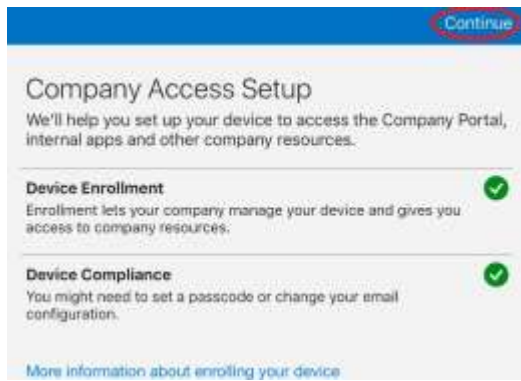 Continue
Company Access Setup
We'll help you set up your device to access the Company Portal,
internal apps and other company resources.
Device Enrollment
Enrollment lets your company manage your device and gives you
access to company resources.
Device Compliance
You might need to set a passcode or change your email
configuration.
More information about enrolling your device